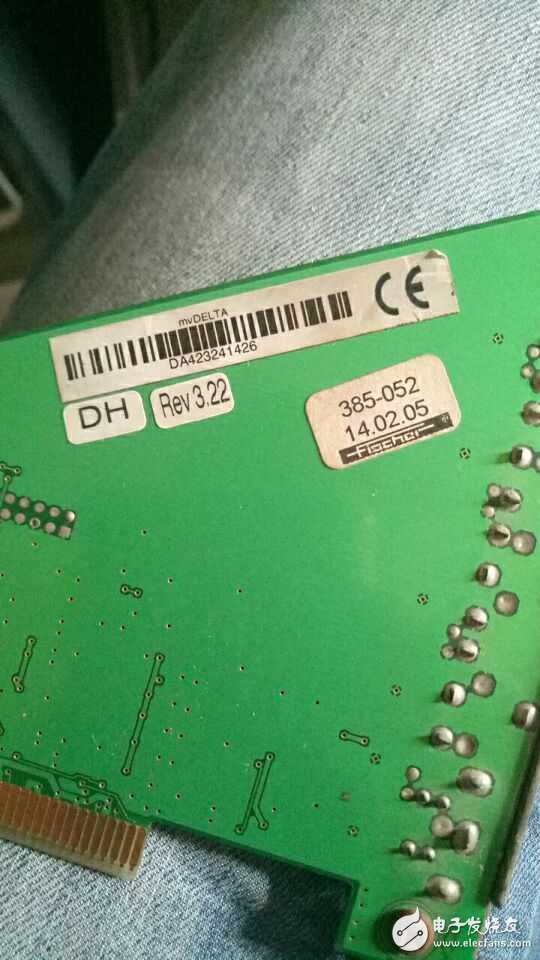 mvDELTA
DA423241426
CE
DH
Rev 3.22
385-052
14.02.05
fischer
电子发烧友
www.elecfans.com